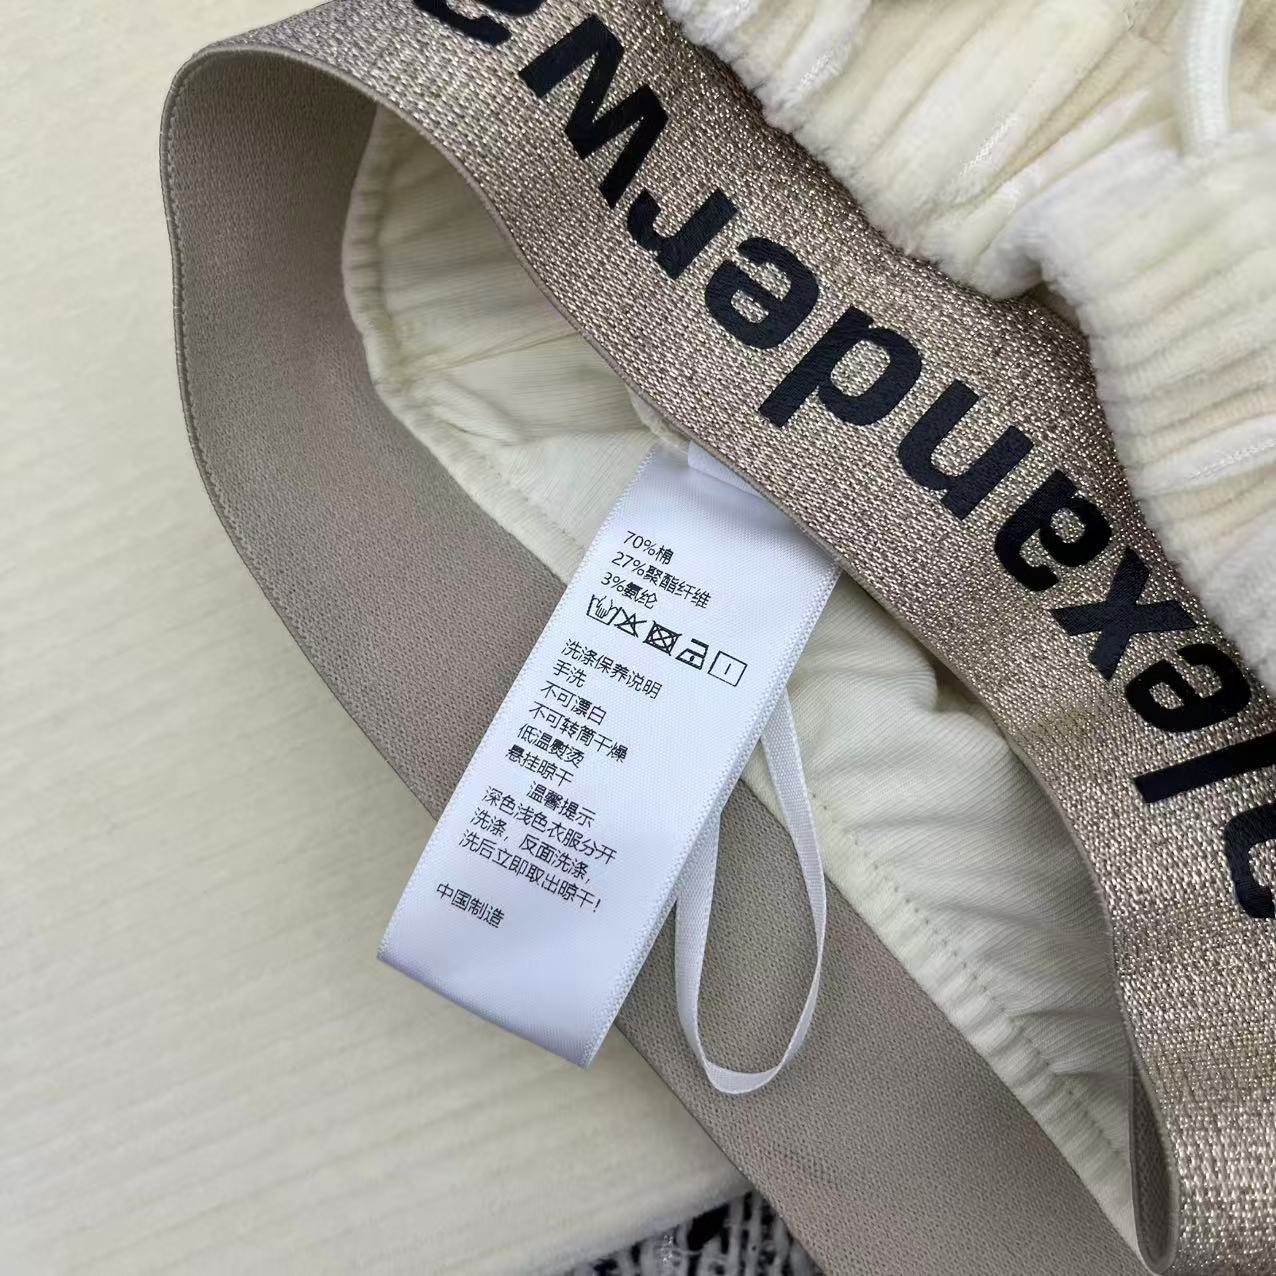 alexanderwa
70%棉
27%聚酯纤维
3%氨纶
洗涤保养说明
手洗
不可漂白
不可转筒干燥
低温熨烫
悬挂晾干
温馨提示
深色浅色衣服分开
洗涤，反面洗涤，
洗后立即取出晾干！
中国制造